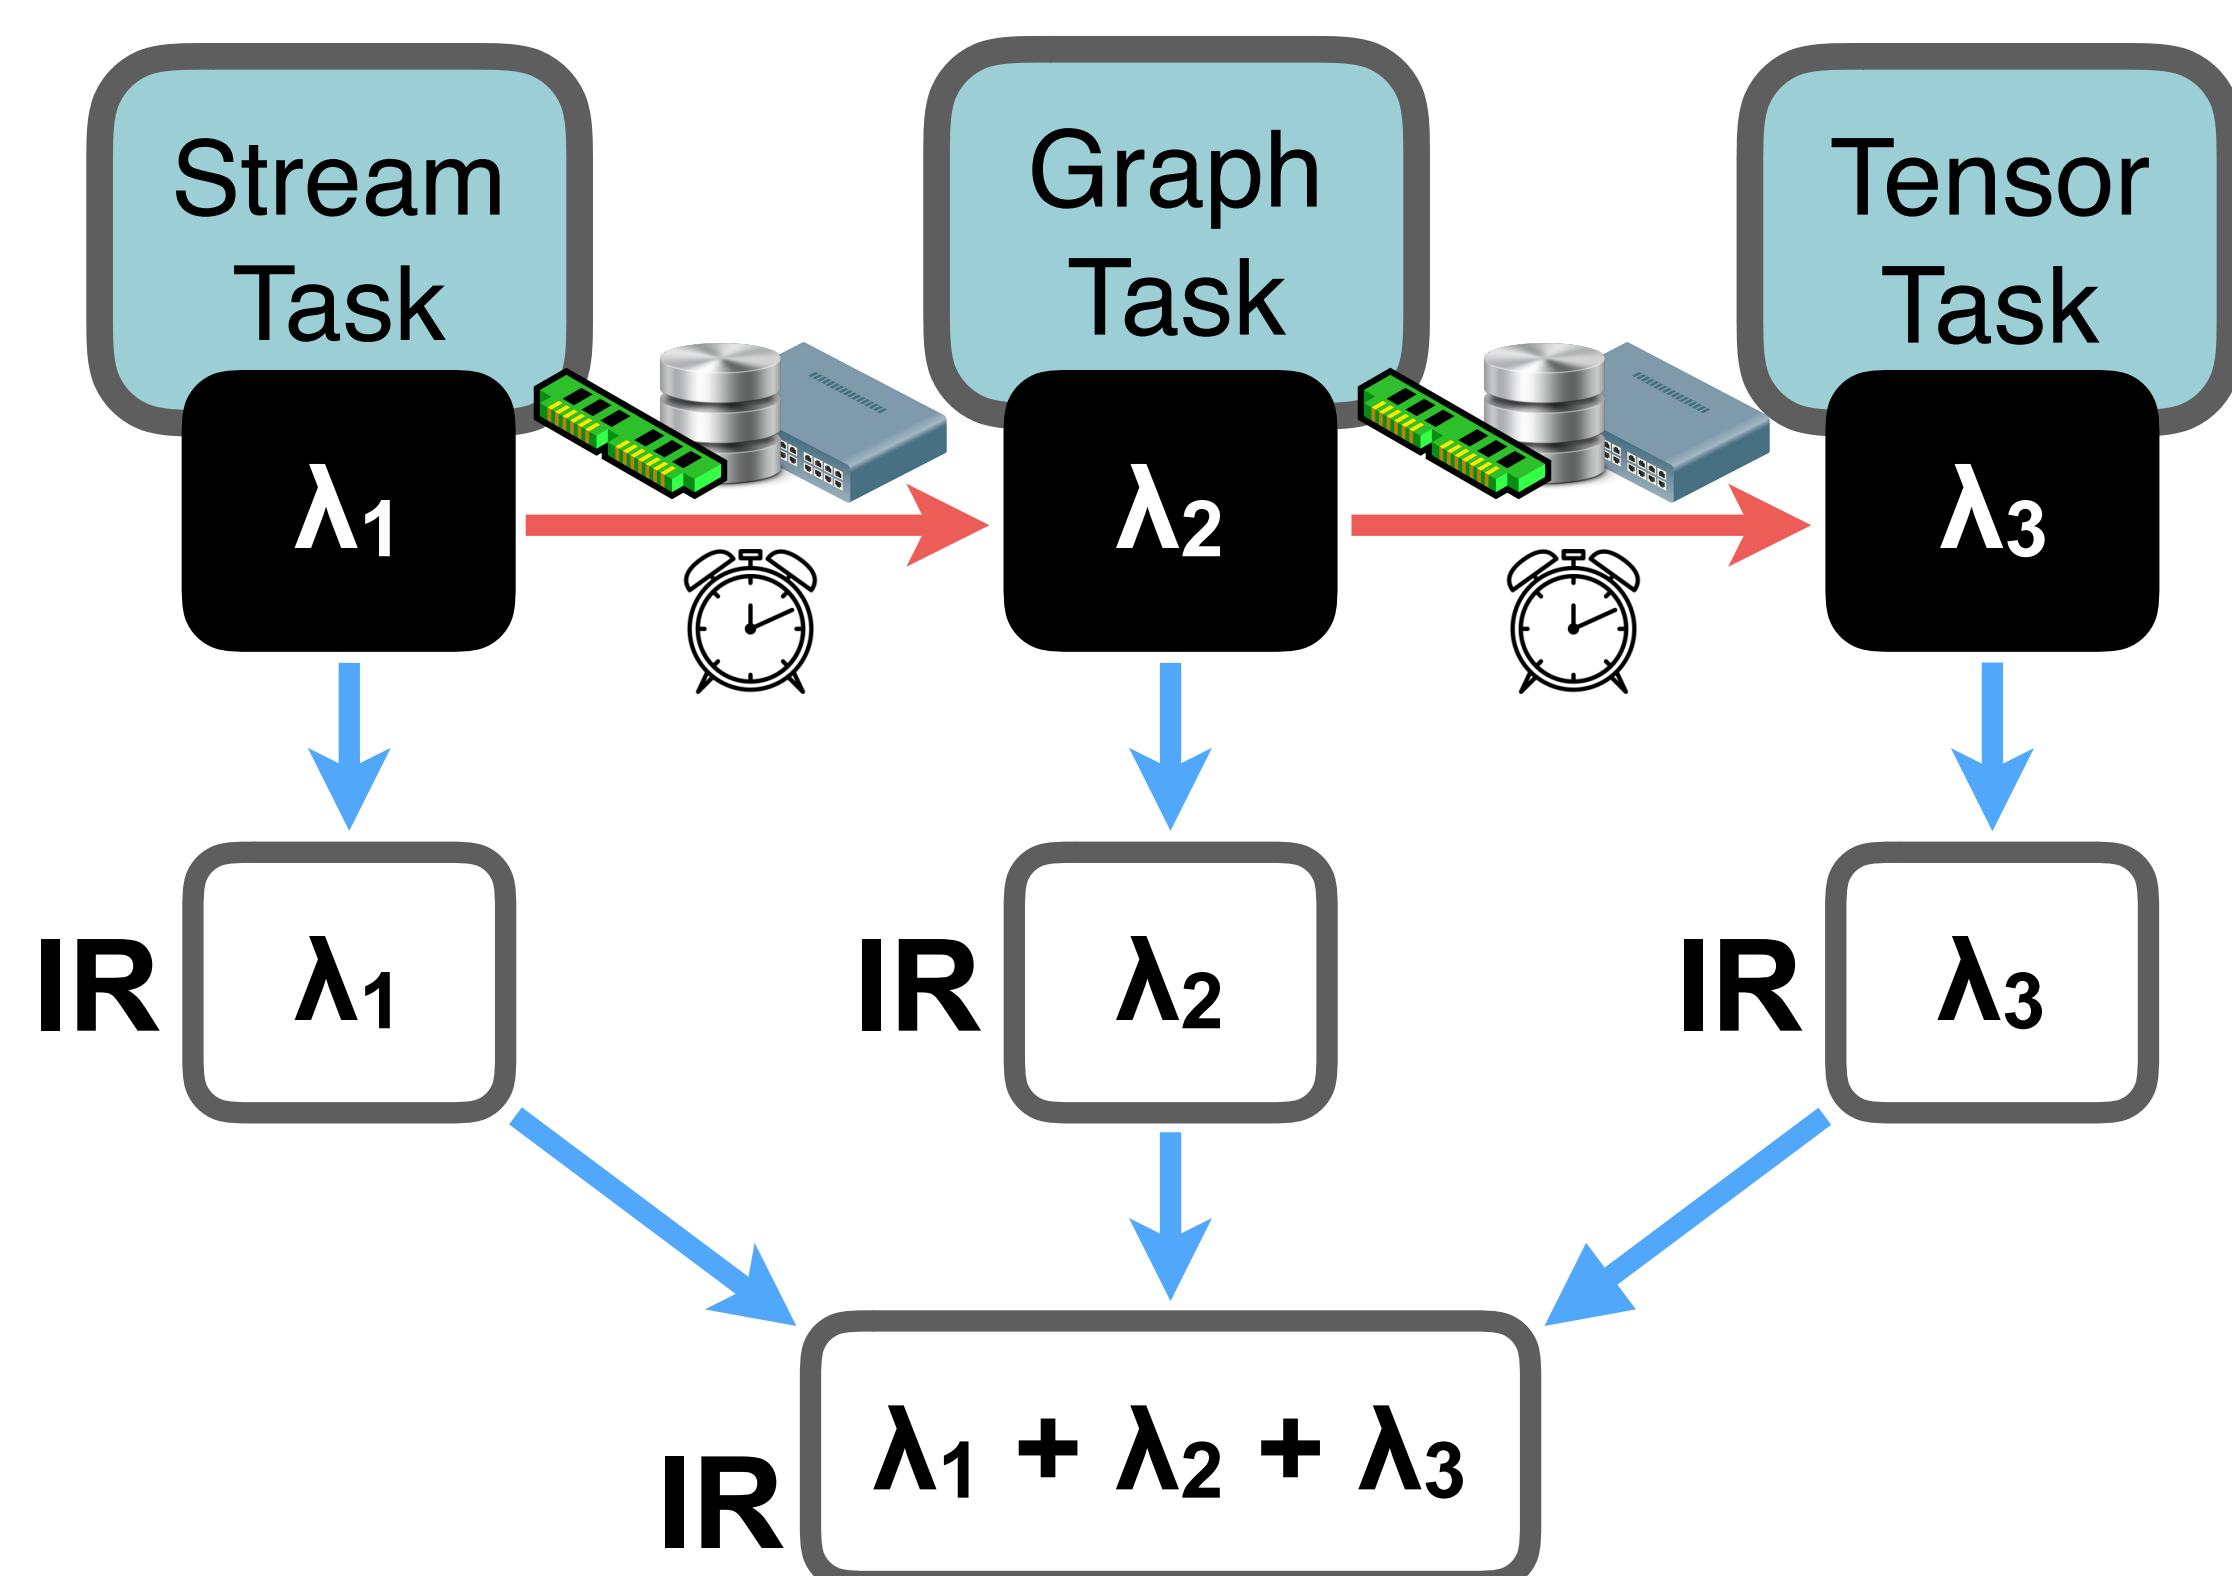 Stream
Task
Graph
Task
Tensor
Task
λ1
λ2
λ3
IR
λ1
IR
λ2
IR
λ3
IR
λ1 + λ2 + λ3